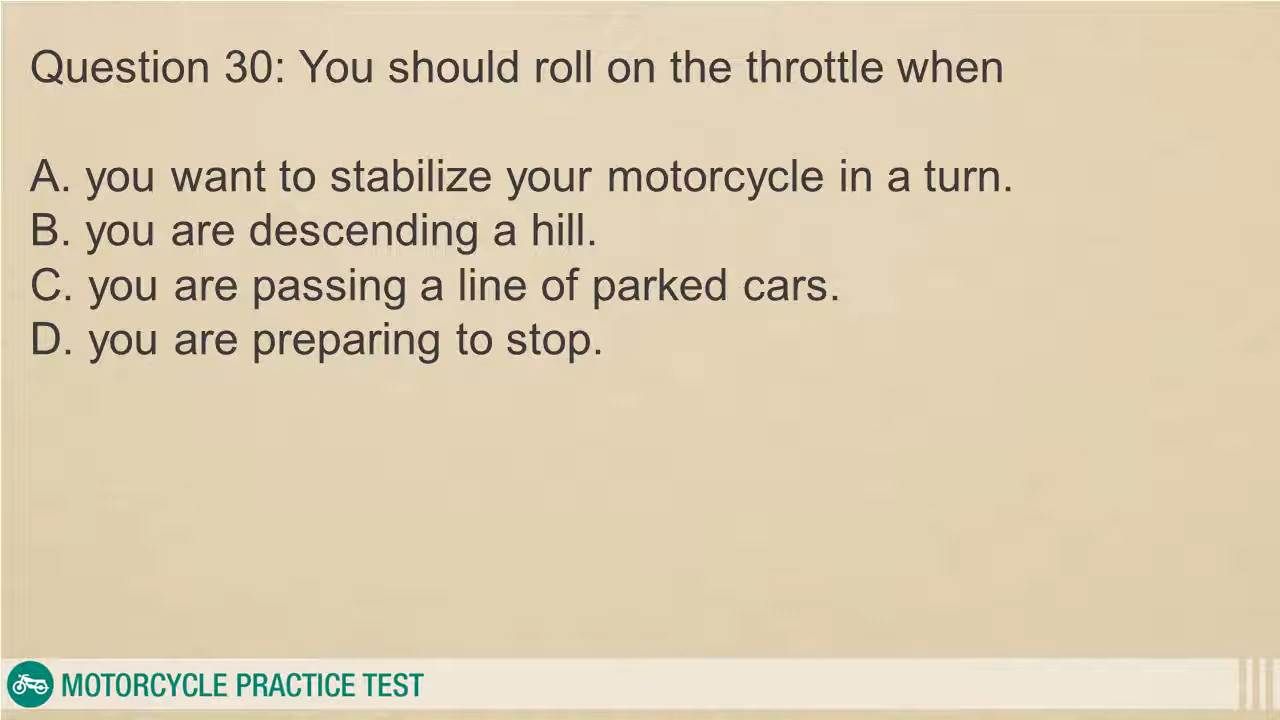 Question 30: You should roll on the throttle when
A. you want to stabilize your motorcycle in a turn.
B. you are descending a hill.
C. you are passing a line of parked cars.
D. you are preparing to stop.
MOTORCYCLE PRACTICE TEST